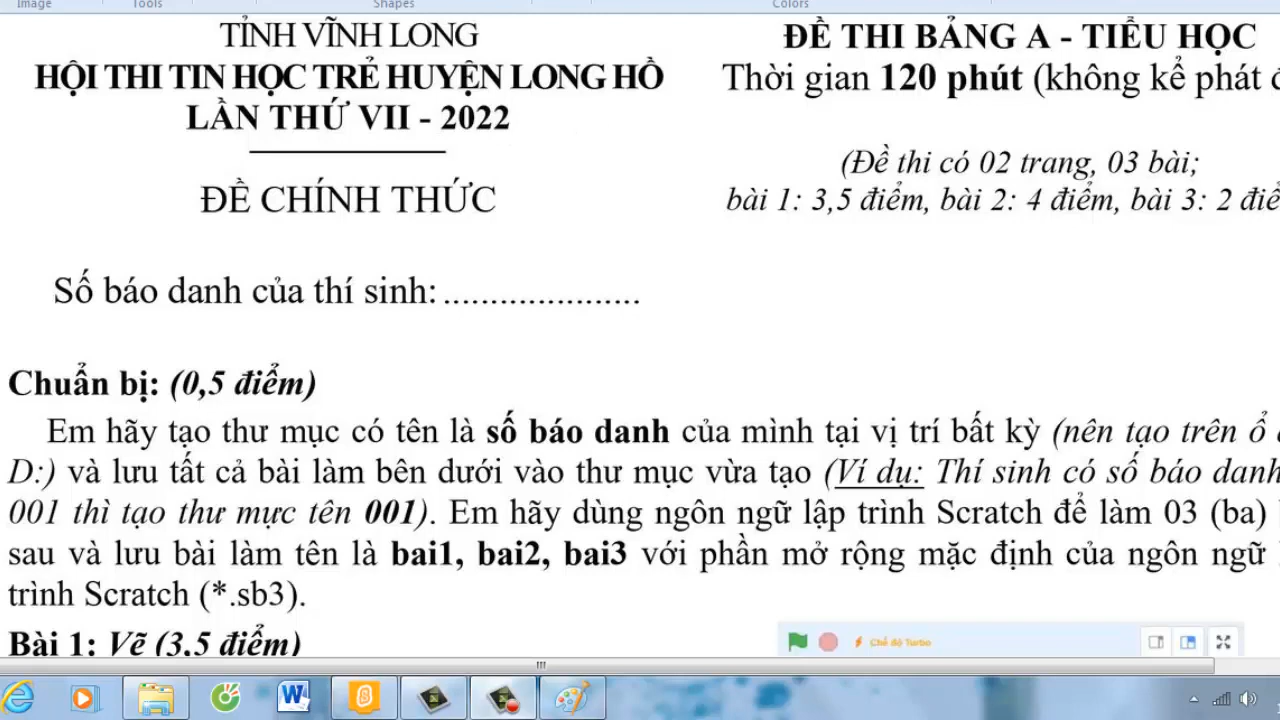 Image Tools Shapes Colors
TỈNH VĨNH LONG
HỘI THI TIN HỌC TRẺ HUYỆN LONG HỒ
LẦN THỨ VII - 2022
ĐỀ CHÍNH THỨC
ĐỀ THI BẢNG A - TIỂU HỌC
Thời gian 120 phút (không kể phát
(Đề thi có 02 trang, 03 bài;
bài 1: 3,5 điểm, bài 2: 4 điểm, bài 3: 2
Số báo danh của thí sinh: .....................
Chuẩn bị: (0,5 điểm)
Em hãy tạo thư mục có tên là số báo danh của mình tại vị trí bất kỳ (nên tạo trên ổ
D:) và lưu tất cả bài làm bên dưới vào thư mục vừa tạo (Ví dụ: Thí sinh có số báo danh
001 thì tạo thư mực tên 001). Em hãy dùng ngôn ngữ lập trình Scratch để làm 03 (ba)
sau và lưu bài làm tên là bai1, bai2, bai3 với phần mở rộng mặc định của ngôn ngữ
trình Scratch (*.sb3).
Bài 1: Vẽ (3,5 điểm)
Chế độ Turbo